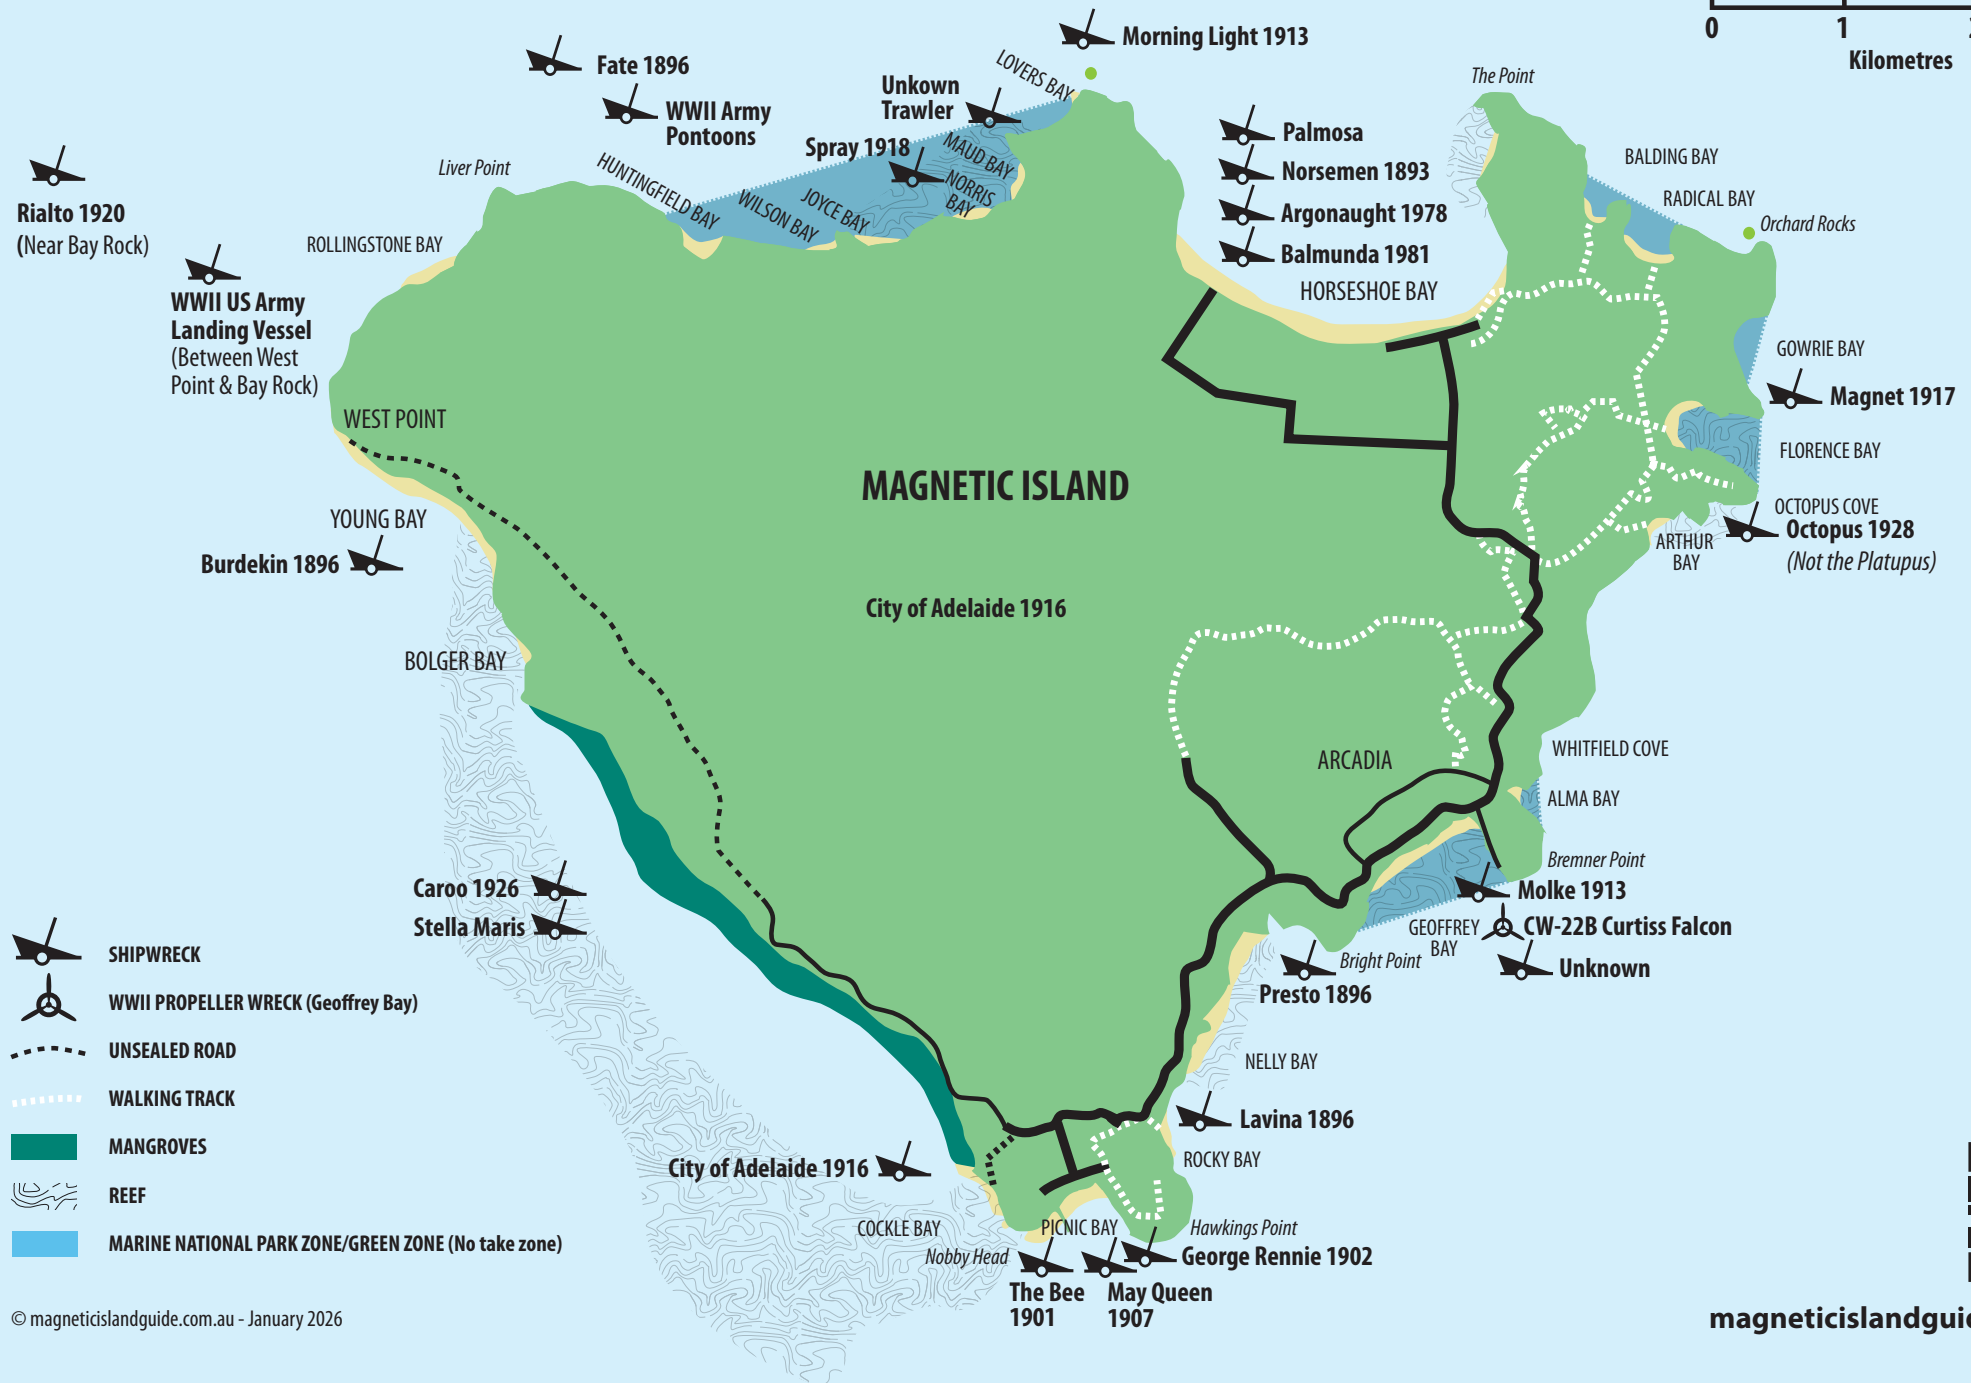 Morning Light 1913
0
1
Kilometres
Fate 1896
LOVERS BAY
The Point
Unkown
Trawler
WWII Army
Pontoons
Palmosa
Spray 1918
MAUD BAY
BALDING BAY
Liver Point
HUNTINGFIELD BAY
Norsemen 1893
NORRIS
BAY
RADICAL BAY
WILSON BAY
JOYCE BAY
Rialto 1920
(Near Bay Rock)
Argonaught 1978
Orchard Rocks
ROLLINGSTONE BAY
Balmunda 1981
HORSESHOE BAY
WWII US Army
Landing Vessel
(Between West
Point & Bay Rock)
GOWRIE BAY
Magnet 1917
WEST POINT
FLORENCE BAY
MAGNETIC ISLAND
OCTOPUS COVE
YOUNG BAY
Octopus 1928
(Not the Platupus)
ARTHUR
BAY
Burdekin 1896
City of Adelaide 1916
BOLGER BAY
WHITFIELD COVE
ARCADIA
ALMA BAY
Bremner Point
Caroo 1926
Molke 1913
Stella Maris
GEOFFREY
BAY
CW-22B Curtiss Falcon
Bright Point
Unknown
Presto 1896
NELLY BAY
Lavina 1896
ROCKY BAY
City of Adelaide 1916
COCKLE BAY
PICNIC BAY
Hawkings Point
Nobby Head
George Rennie 1902
The Bee
1901
May Queen
1907
SHIPWRECK
WWII PROPELLER WRECK (Geoffrey Bay)
UNSEALED ROAD
WALKING TRACK
MANGROVES
REEF
MARINE NATIONAL PARK ZONE/GREEN ZONE (No take zone)
© magneticislandguide.com.au - January 2026
magneticislandguid